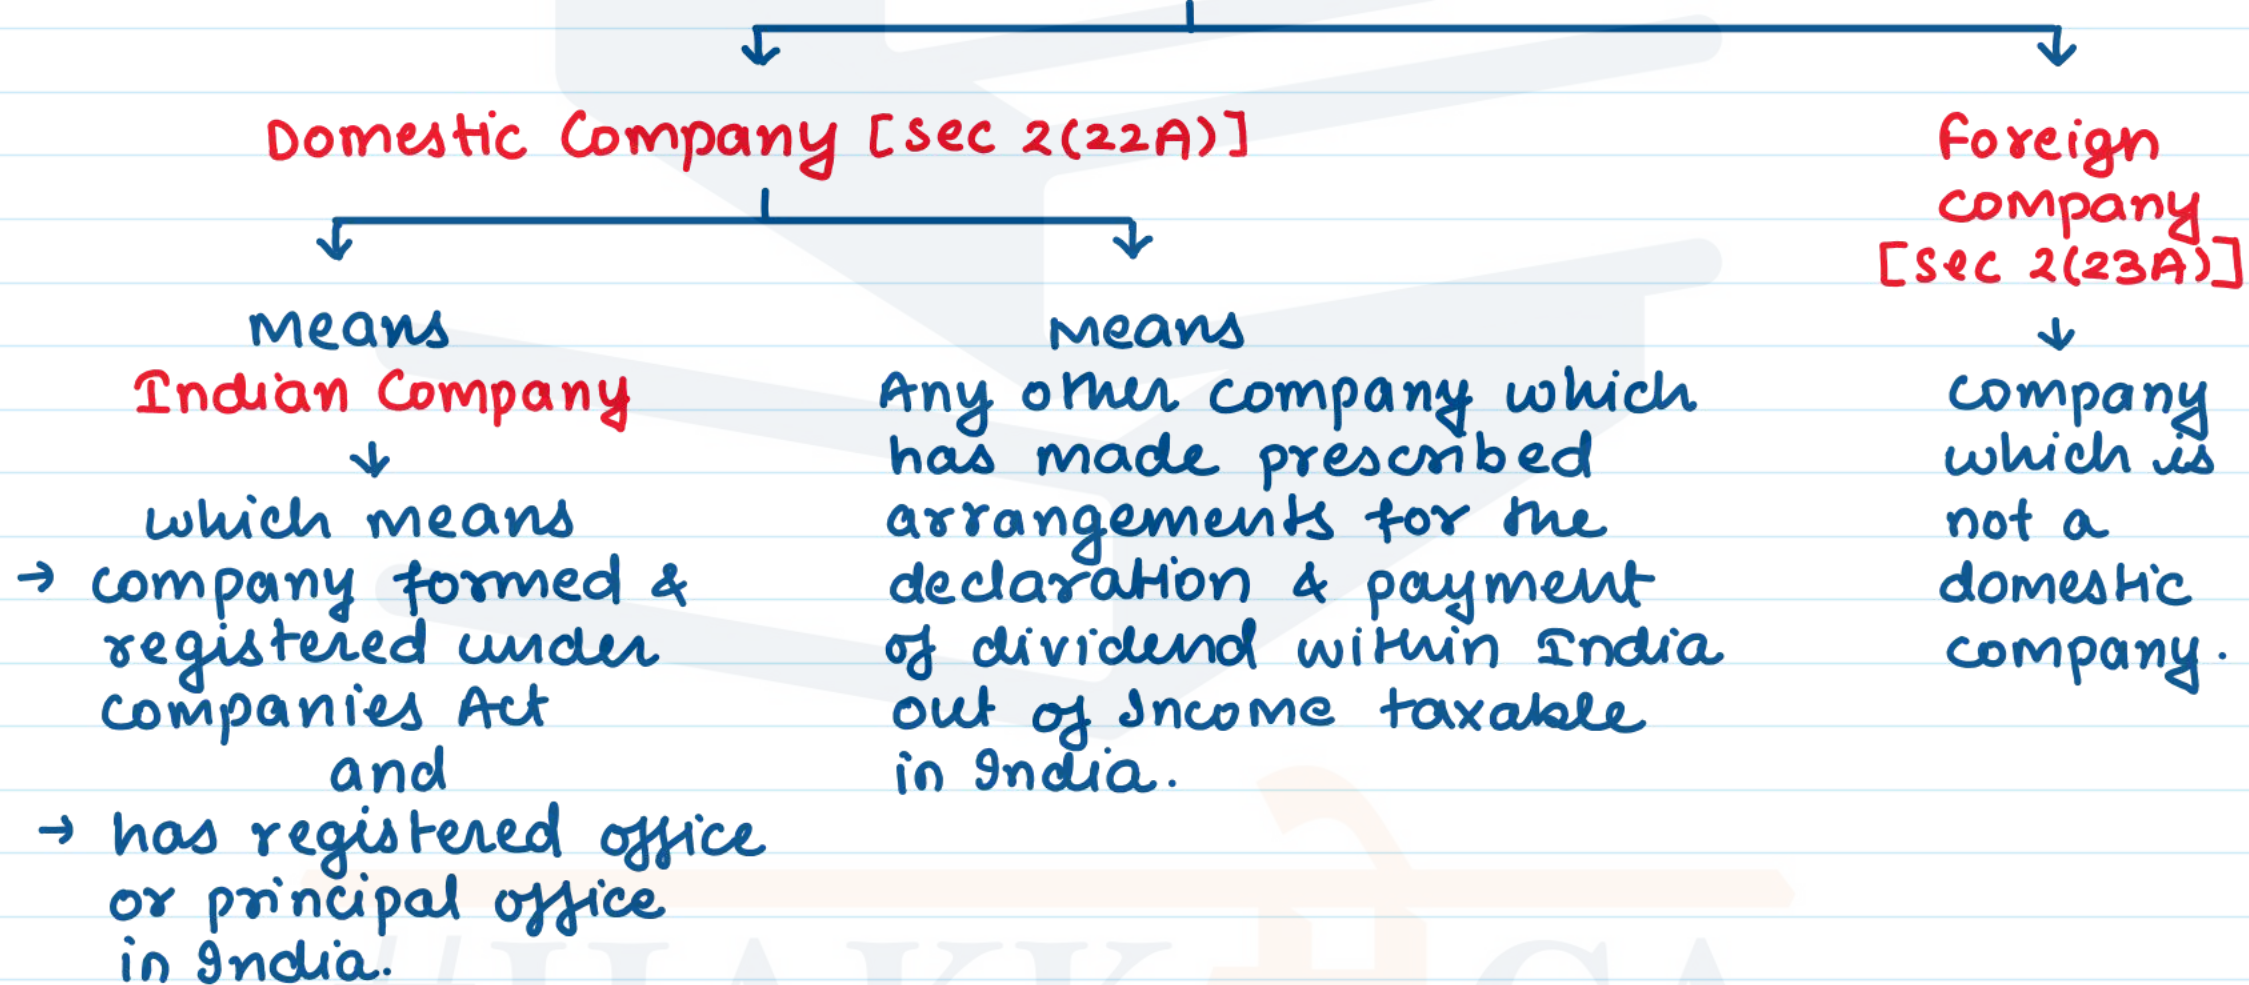 Domestic Company [Sec 2(22A)]
Means
Indian Company
which means
→ company formed &
registered under
companies Act
and
→ has registered office
or principal office
in India.
Means
Any other company which
has made prescribed
arrangements for the
declaration & payment
of dividend within India
out of Income taxable
in India.
Foreign
company
[Sec 2(23A)]
company
which is
not a
domestic
company.